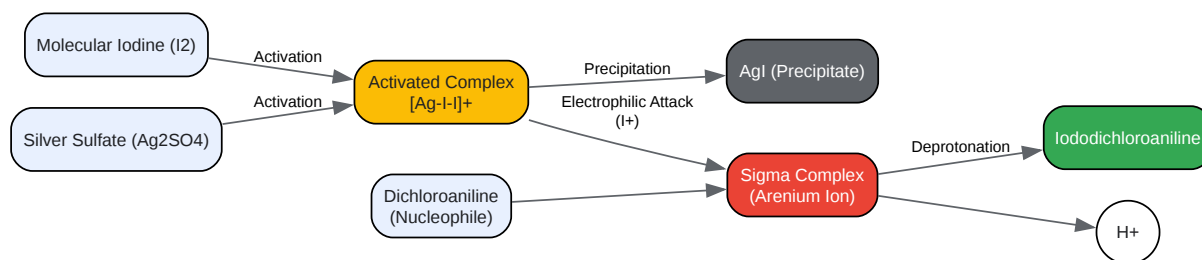 Molecular Iodine (I2)
Activation
Silver Sulfate (Ag2SO4)
Activation
Activated Complex
[Ag-I-I]+
Precipitation
AgI (Precipitate)
Electrophilic Attack
(I+)
Dichloroaniline
(Nucleophile)
Sigma Complex
(Arenium Ion)
Deprotonation
Iododichloroaniline
H+